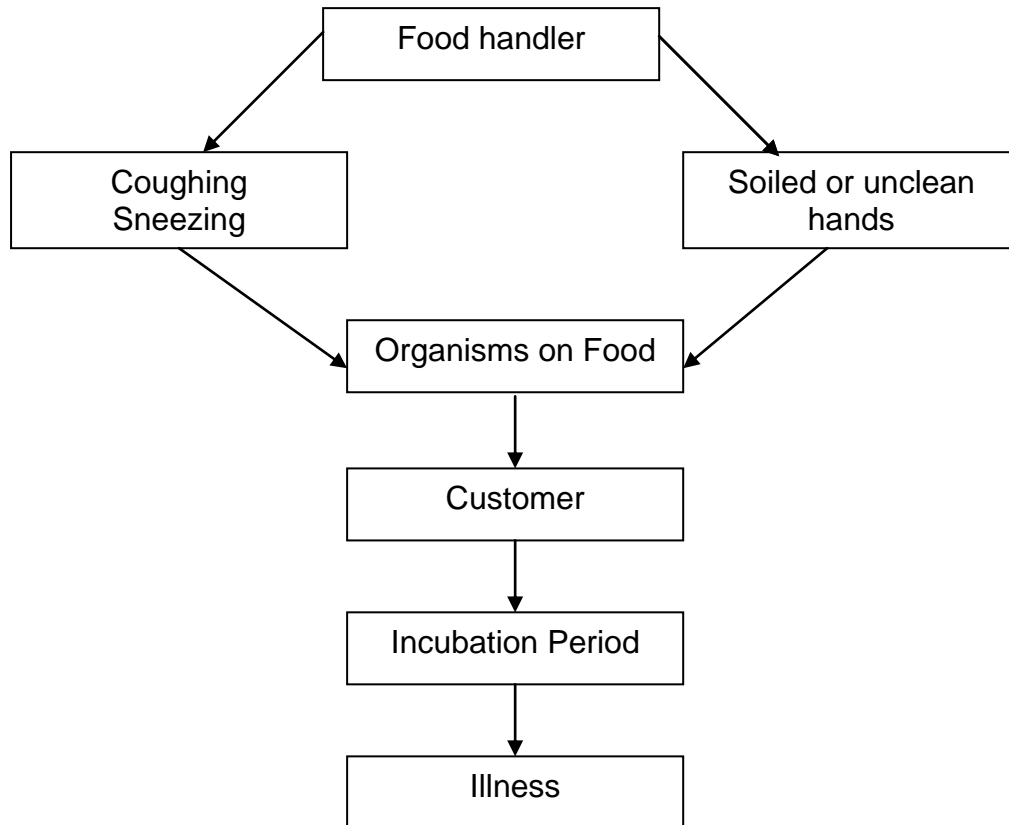 Food handler
Coughing
Sneezing
Soiled or unclean
hands
Organisms on Food
Customer
Incubation Period
Illness